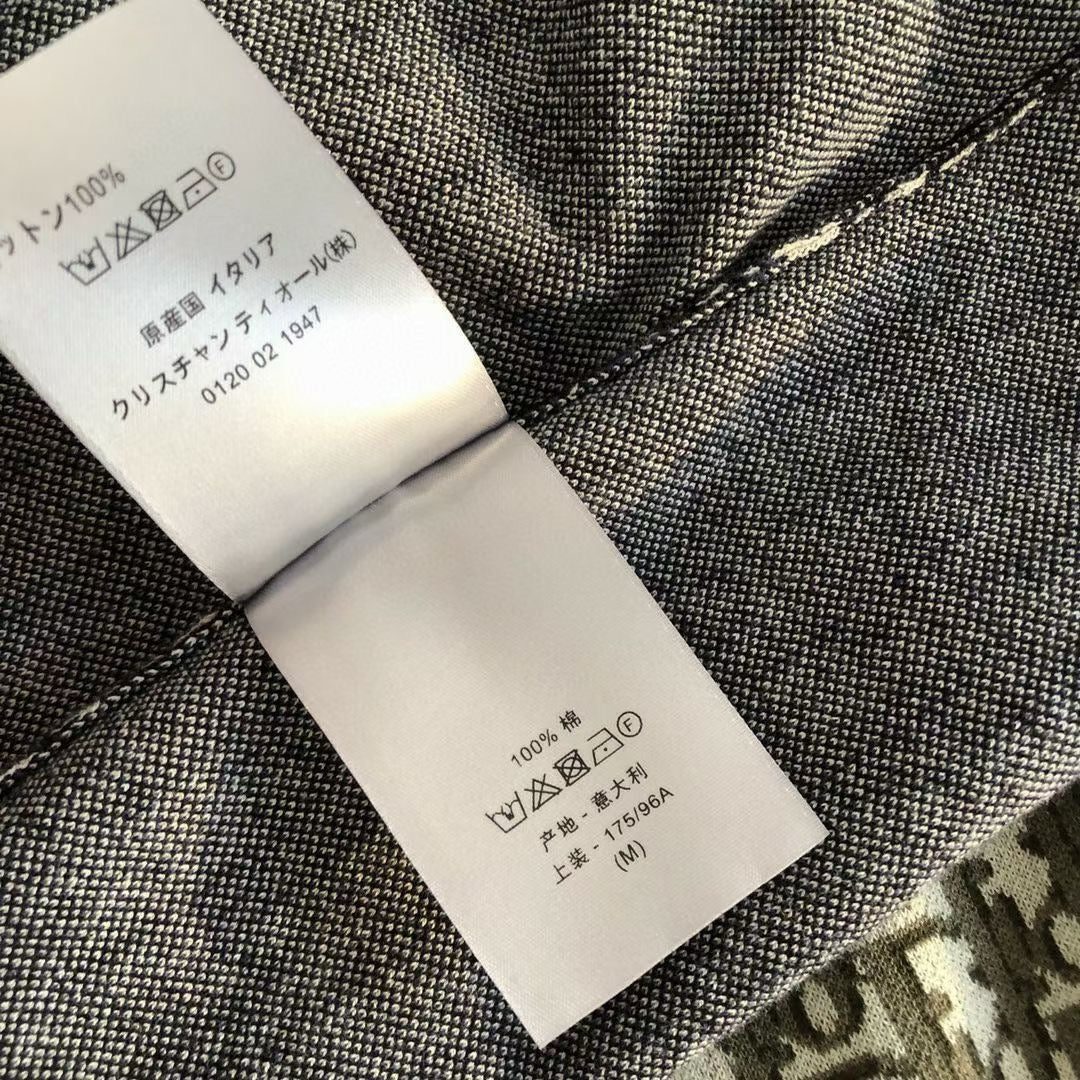 ットン100%
F
原産国 イタリア
クリスチャンディオール(株)
0120 02 1947
100% 棉
F
产地 - 意大利
上装 - 175/96A
(M)